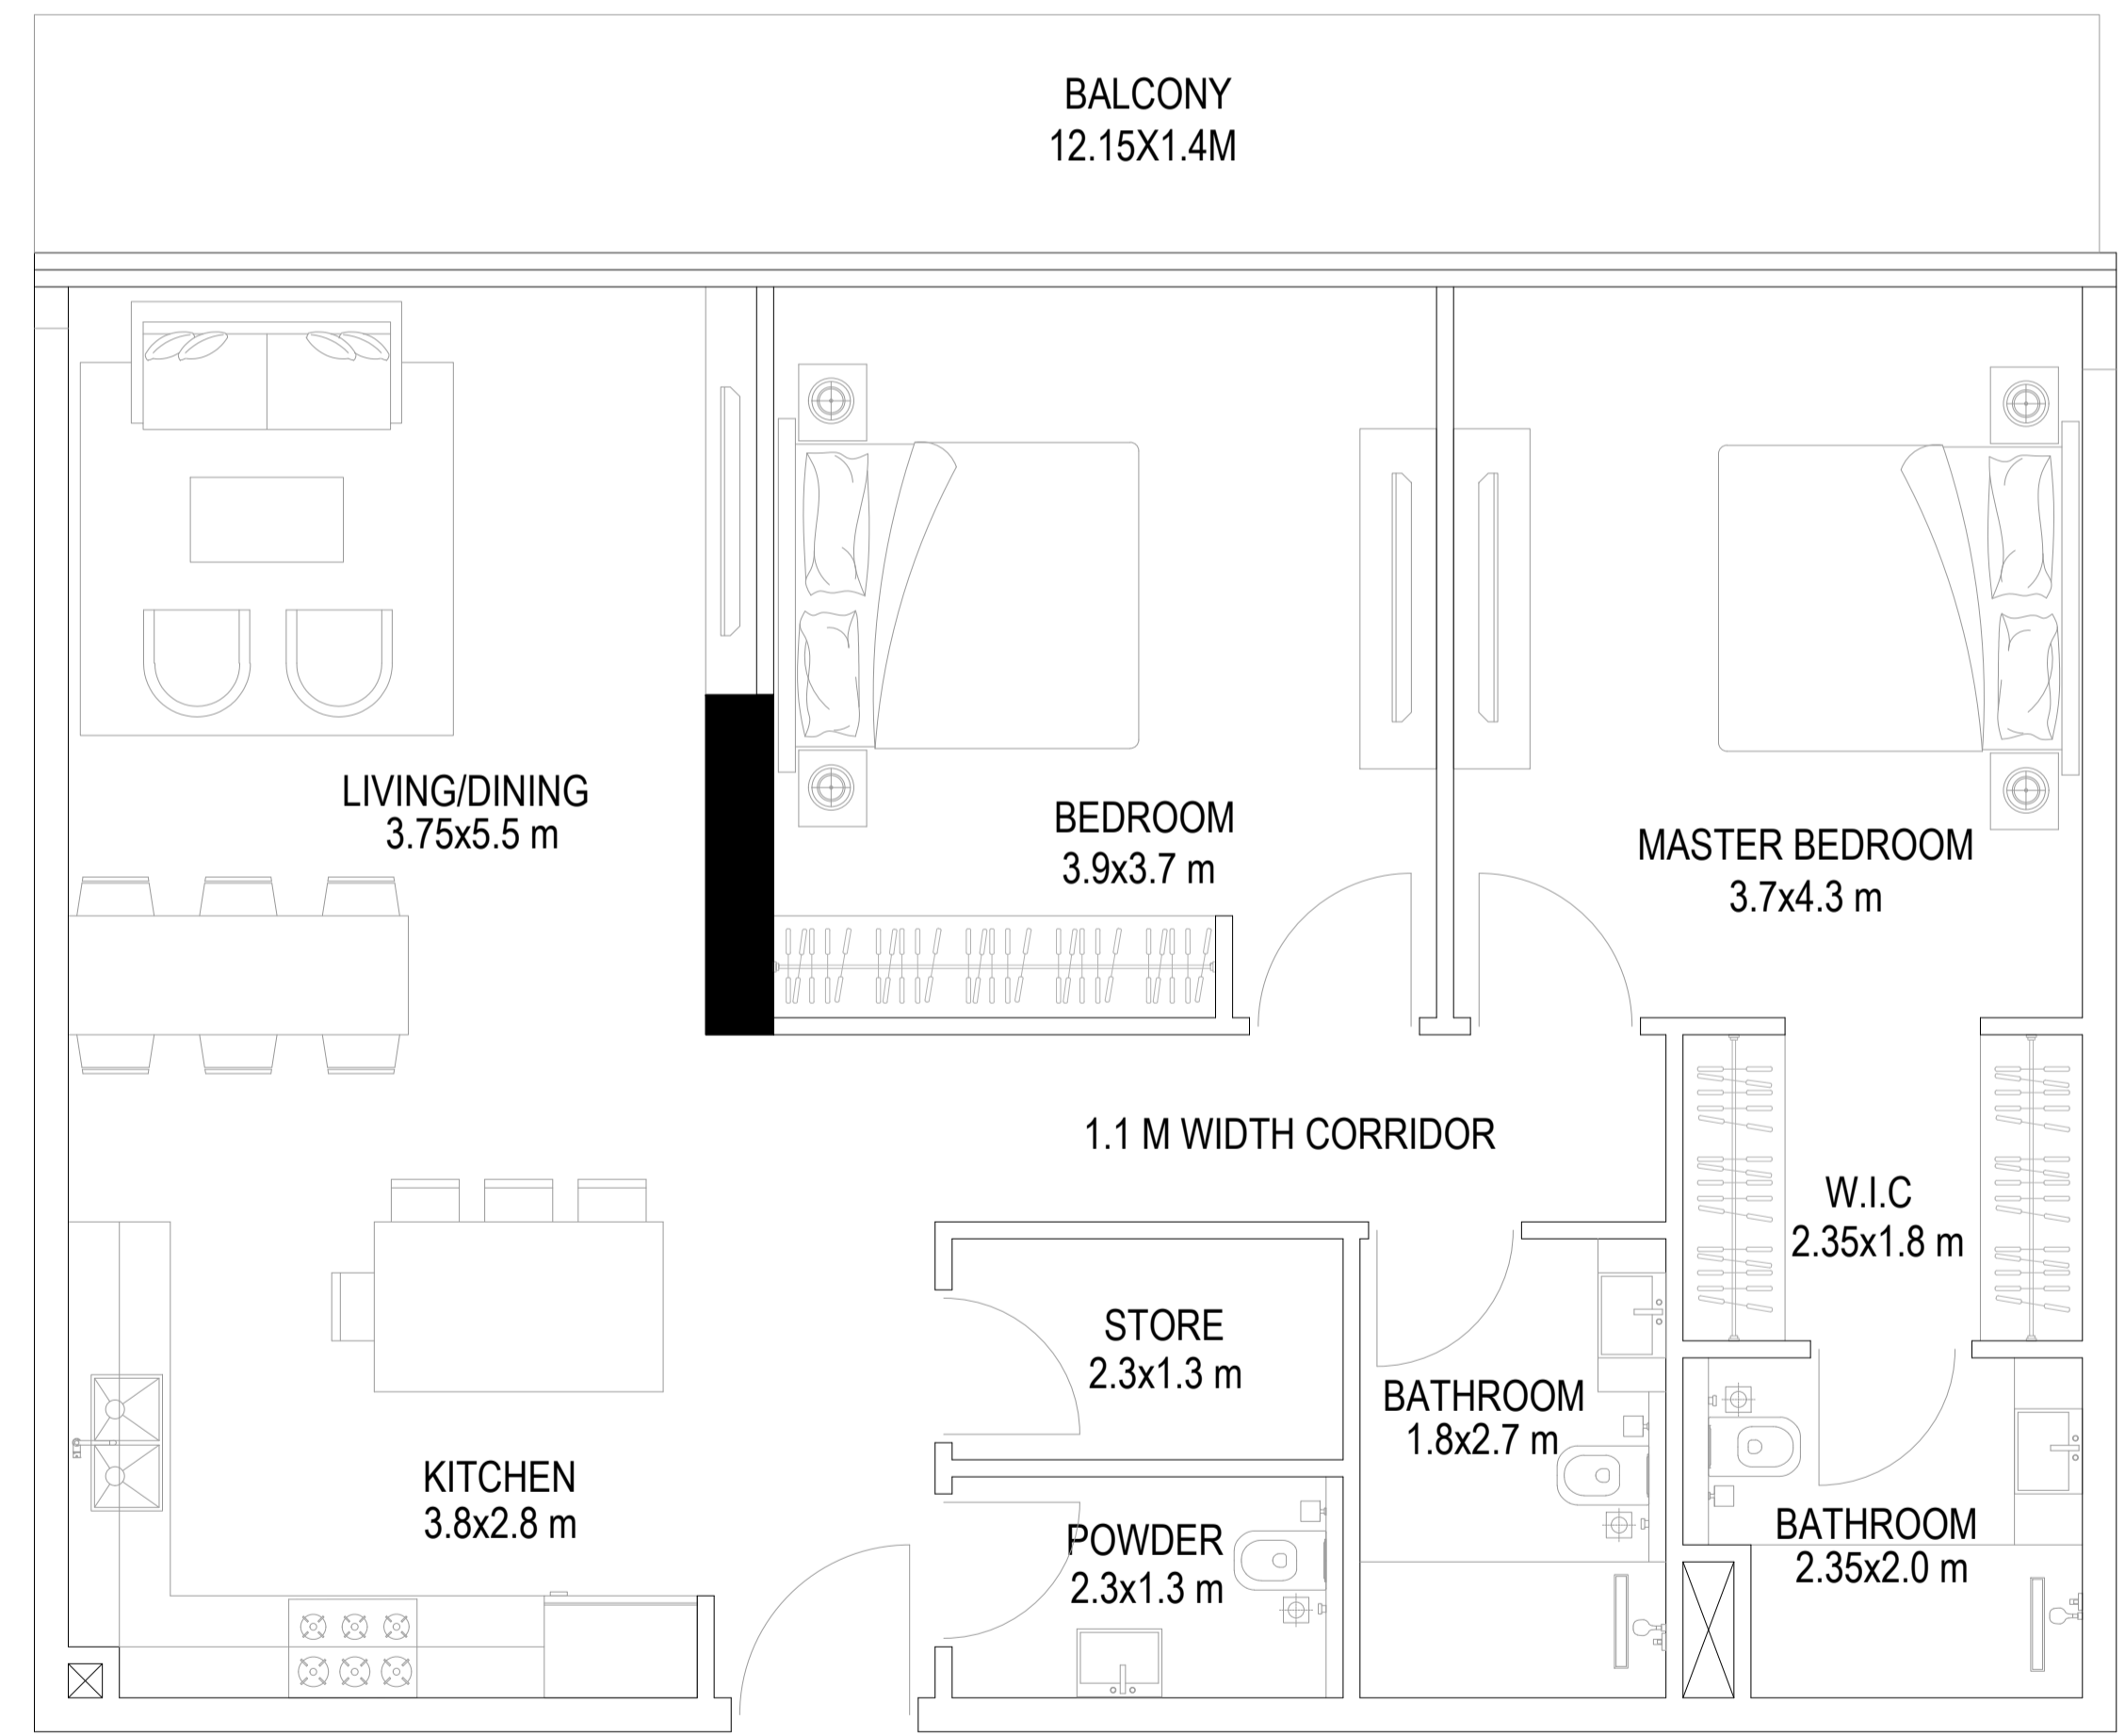 BALCONY
12.15X1.4M
LIVING/DINING
3.75x5.5 m
BEDROOM
3.9x3.7 m
MASTER BEDROOM
3.7x4.3 m
1.1 M WIDTH CORRIDOR
W.I.C
2.35x1.8 m
STORE
2.3x1.3 m
BATHROOM
1.8x2.7 m
KITCHEN
3.8x2.8 m
POWDER
2.3x1.3 m
BATHROOM
2.35x2.0 m